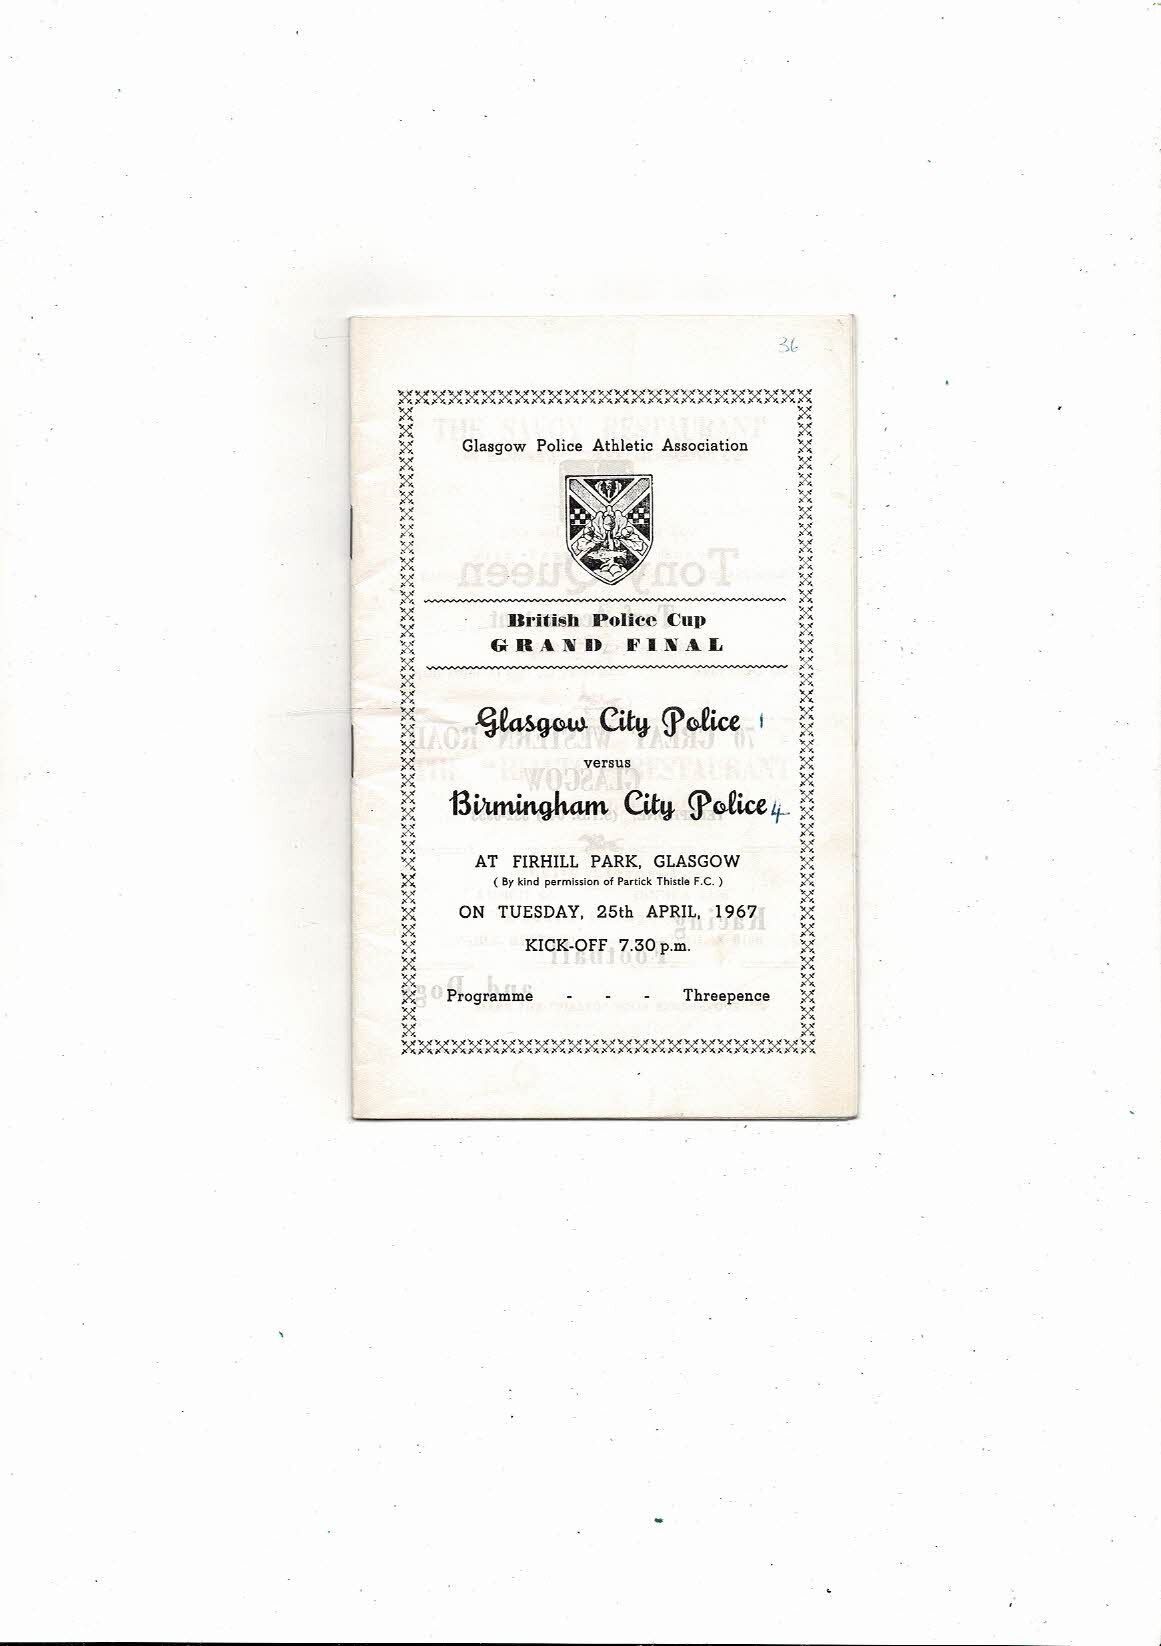 36
Glasgow Police Athletic Association
British Police Cup
GRAND FINAL
Glasgow City Police 1
versus
Birmingham City Police 4
AT FIRHILL PARK, GLASGOW
( By kind permission of Partick Thistle F.C. )
ON TUESDAY, 25th APRIL, 1967
KICK-OFF 7.30 p.m.
Programme - - - Threepence